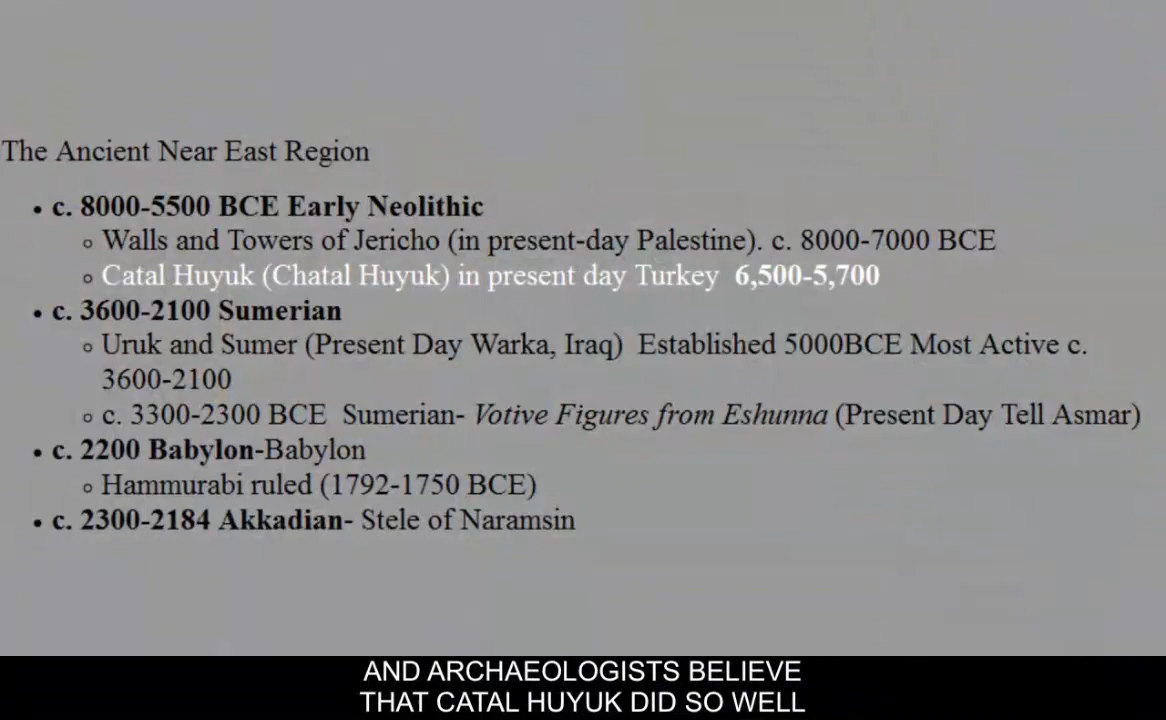 The Ancient Near East Region
• c. 8000-5500 BCE Early Neolithic
◦ Walls and Towers of Jericho (in present-day Palestine). c. 8000-7000 BCE
◦ Catal Huyuk (Chatal Huyuk) in present day Turkey 6,500-5,700
• c. 3600-2100 Sumerian
◦ Uruk and Sumer (Present Day Warka, Iraq) Established 5000BCE Most Active c.
3600-2100
◦ c. 3300-2300 BCE Sumerian- Votive Figures from Eshunna (Present Day Tell Asmar)
• c. 2200 Babylon-Babylon
◦ Hammurabi ruled (1792-1750 BCE)
• c. 2300-2184 Akkadian- Stele of Naramsin
AND ARCHAEOLOGISTS BELIEVE
THAT CATAL HUYUK DID SO WELL